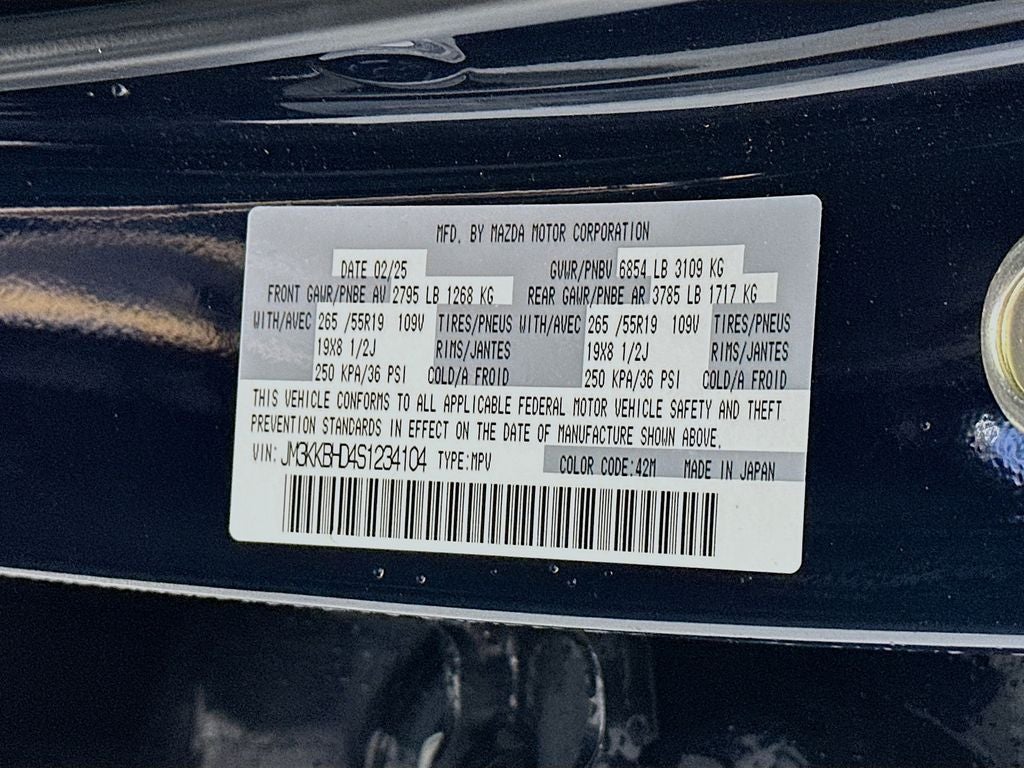 MFD. BY MAZDA MOTOR CORPORATION
DATE 02/25 GVWR/PNBV 6854 LB 3109 KG
FRONT GAWR/PNBE AV 2795 LB 1268 KG REAR GAWR/PNBE AR 3785 LB 1717 KG
WITH/AVEC 265 /55R19 109V TIRES/PNEUS WITH/AVEC 265 /55R19 109V TIRES/PNEUS
19X8 1/2J RIMS/JANTES 19X8 1/2J RIMS/JANTES
250 KPA/36 PSI COLD/A FROID 250 KPA/36 PSI COLD/A FROID
THIS VEHICLE CONFORMS TO ALL APPLICABLE FEDERAL MOTOR VEHICLE SAFETY AND THEFT
PREVENTION STANDARDS IN EFFECT ON THE DATE OF MANUFACTURE SHOWN ABOVE.
VIN: JM3KKBHD4S1234104 TYPE:MPV COLOR CODE:42M MADE IN JAPAN